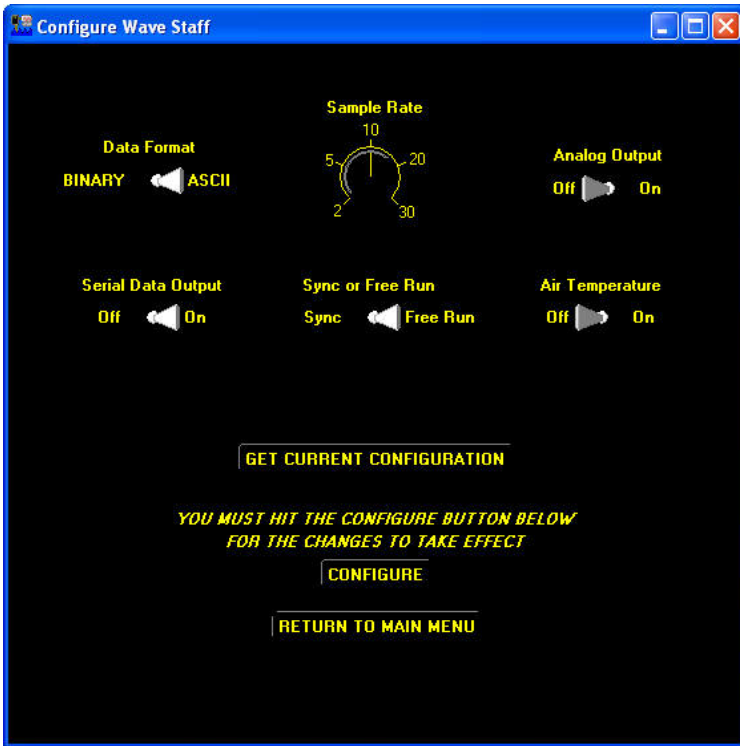 Configure Wave Staff
Sample Rate
10
5
20
2
30
Data Format
BINARY
ASCII
Analog Output
Off
On
Serial Data Output
Off
On
Sync or Free Run
Sync
Free Run
Air Temperature
Off
On
GET CURRENT CONFIGURATION
YOU MUST HIT THE CONFIGURE BUTTON BELOW
FOR THE CHANGES TO TAKE EFFECT
CONFIGURE
RETURN TO MAIN MENU